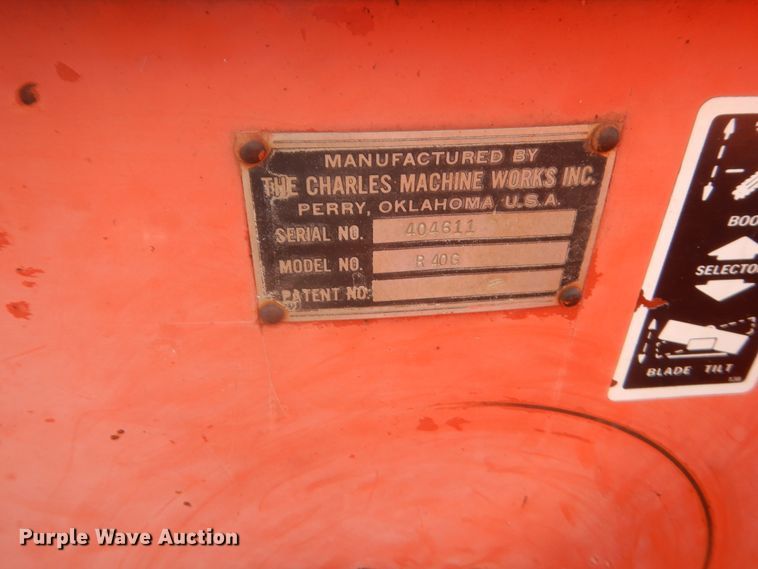 MANUFACTURED BY
THE CHARLES MACHINE WORKS INC.
PERRY, OKLAHOMA, U.S.A.
SERIAL NO. 404611
MODEL NO. R 40G
PATENT NO.
BOO
SELECTOR
BLADE TILT
Purple Wave Auction